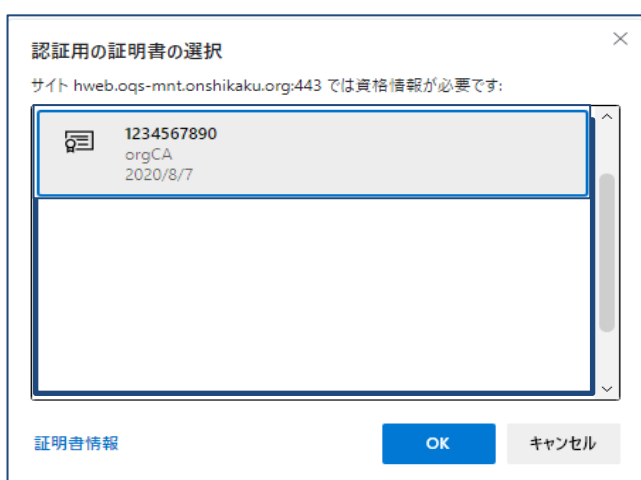 認証用の証明書の選択
サイト hweb.oqs-mnt.onshikaku.org:443 では資格情報が必要です:
1234567890
orgCA
2020/8/7
証明書情報
OK
キャンセル